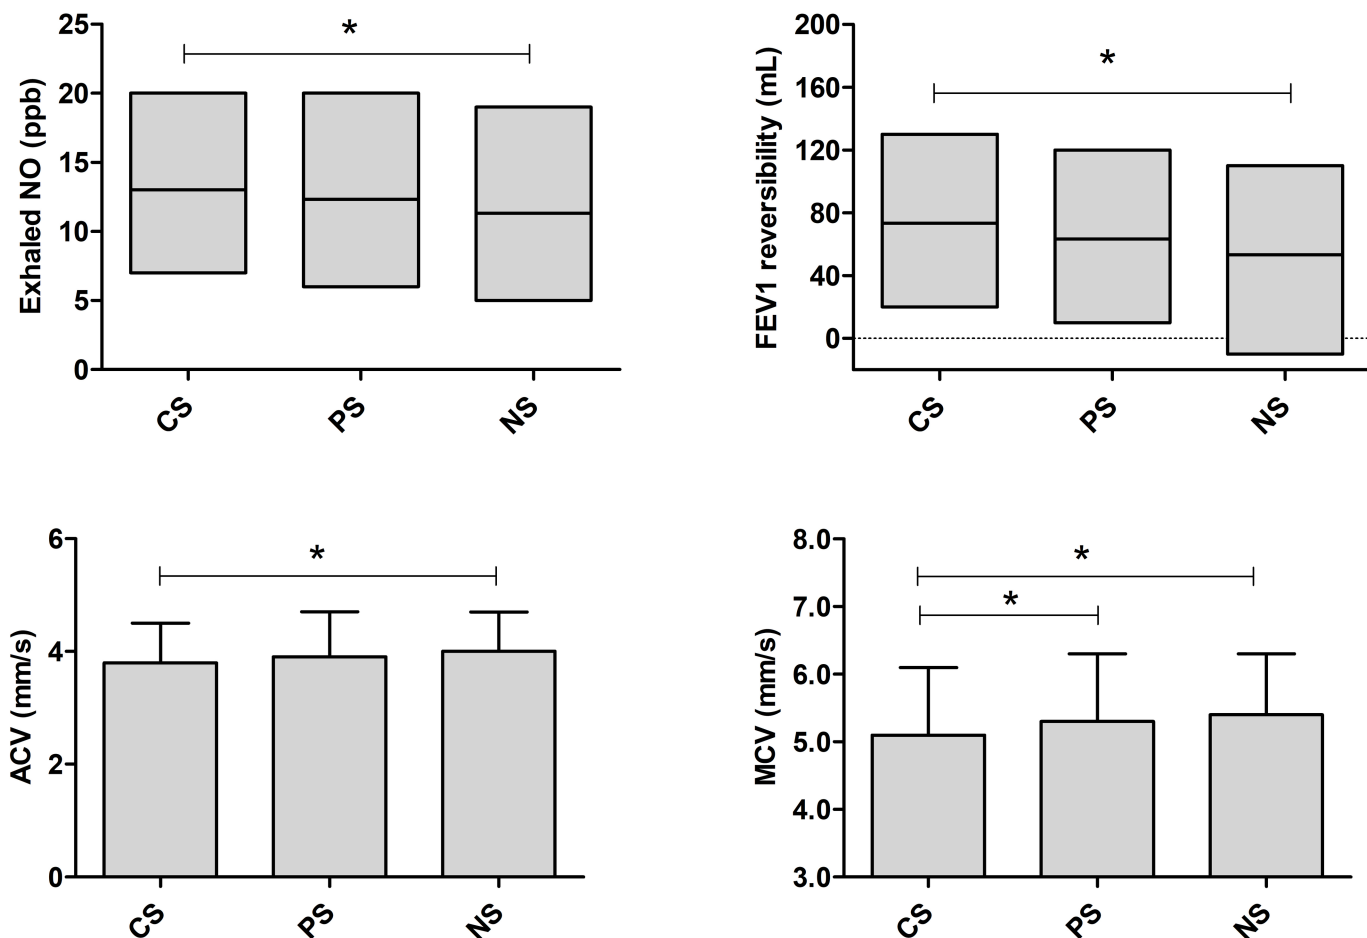 Exhaled NO (ppb)
25
20
15
10
5
0
*
CS
PS
NS
FEV1 reversibility (mL)
200
160
120
80
40
0
*
CS
PS
NS
ACV (mm/s)
6
4
2
0
*
CS
PS
NS
MCV (mm/s)
8.0
7.0
6.0
5.0
4.0
3.0
*
*
CS
PS
NS